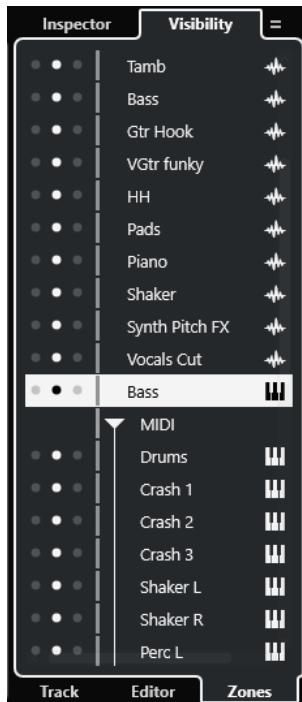 Inspector Visibility
Tamb
Bass
Gtr Hook
VGtr funky
HH
Pads
Piano
Shaker
Synth Pitch FX
Vocals Cut
Bass
MIDI
Drums
Crash 1
Crash 2
Crash 3
Shaker L
Shaker R
Perc L
Track Editor Zones